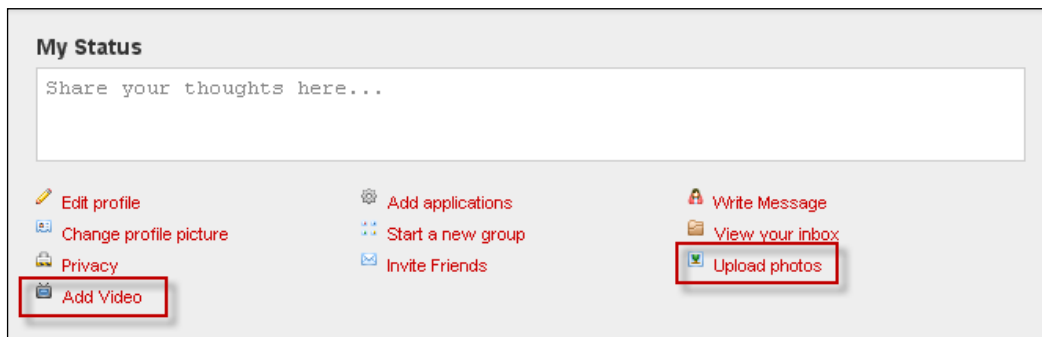 My Status
Share your thoughts here...
Edit profile
Add applications
Write Message
Change profile picture
Start a new group
View your inbox
Privacy
Invite Friends
Upload photos
Add Video